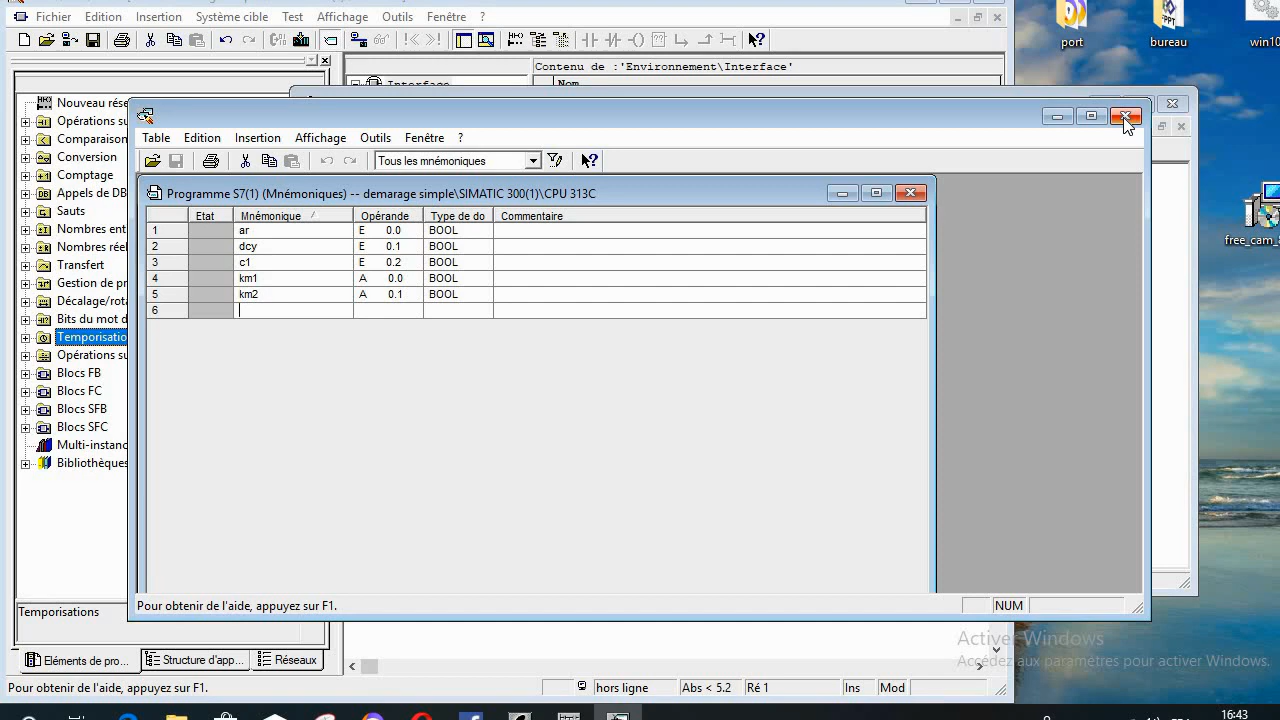 Fichier Edition Insertion Système cible Test Affichage Outils Fenêtre ?
port
bureau
win10
Contenu de :'Environnement\Interface'
Interface
Nom
Nouveau rése
Opérations su
Comparaison
Conversion
Comptage
Appels de DB
Sauts
Nombres ent
Nombres réel
Transfert
Gestion de pr
Décalage/rota
Bits du mot d
Temporisatio
Opérations su
Blocs FB
Blocs FC
Blocs SFB
Blocs SFC
Multi-instanc
Bibliothèques
Table Edition Insertion Affichage Outils Fenêtre ?
Tous les mnémoniques
Programme S7(1) (Mnémoniques) -- demarage simple\SIMATIC 300(1)\CPU 313C
Etat Mnémonique Opérande Type de do Commentaire
1 ar E 0.0 BOOL
2 dcy E 0.1 BOOL
3 c1 E 0.2 BOOL
4 km1 A 0.0 BOOL
5 km2 A 0.1 BOOL
6
free_cam_
Pour obtenir de l'aide, appuyez sur F1.
NUM
Temporisations
Eléments de pro... Structure d'app... Réseaux
Activer Windows
Accédez aux paramètres pour activer Windows.
Pour obtenir de l'aide, appuyez sur F1.
hors ligne Abs < 5.2 Ré 1 Ins Mod
16:43